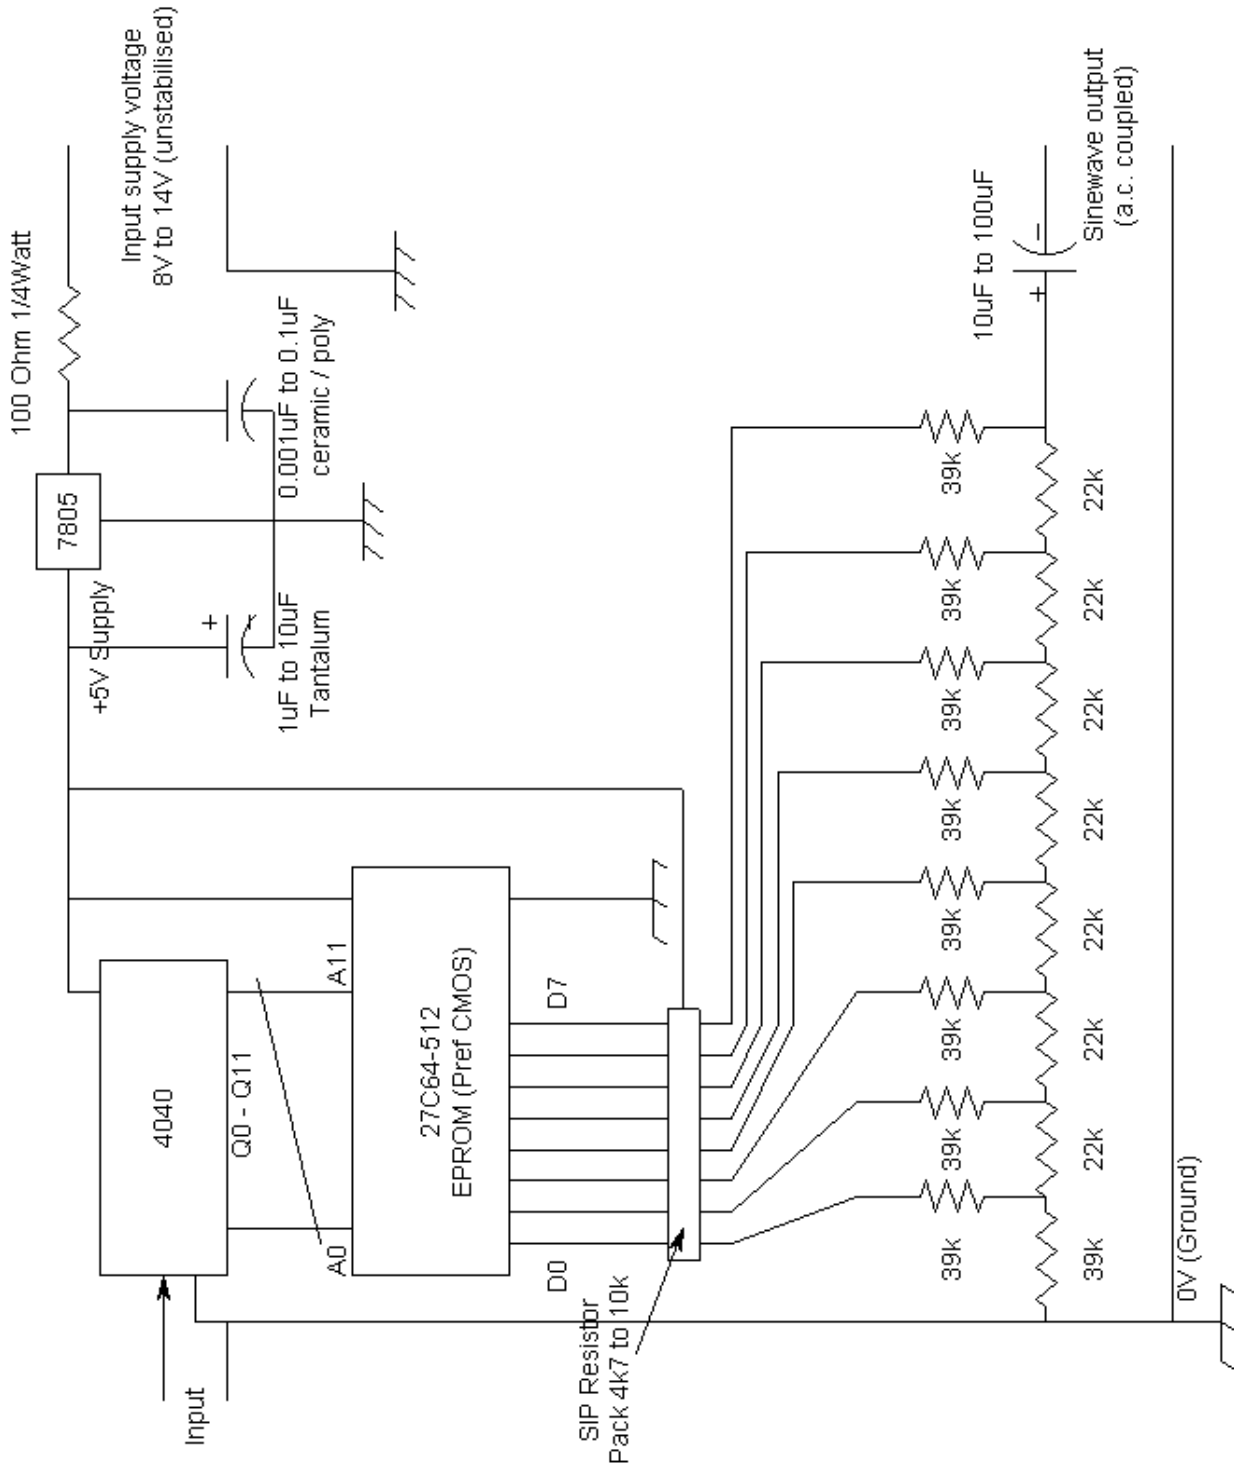 Input
4040
Q0 - Q11
A0
A11
27C64-512
EPROM (Pref CMOS)
D0
D7
SIP Resistor
Pack 4k7 to 10k
+5V Supply
7805
100 Ohm 1/4Watt
+
1uF to 10uF
Tantalum
0.001uF to 0.1uF
ceramic / poly
Input supply voltage
8V to 14V (unstabilised)
39k
39k
39k
39k
39k
39k
39k
39k
39k
22k
22k
22k
22k
22k
22k
22k
10uF to 100uF
+
-
Sinewave output
(a.c. coupled)
0V (Ground)